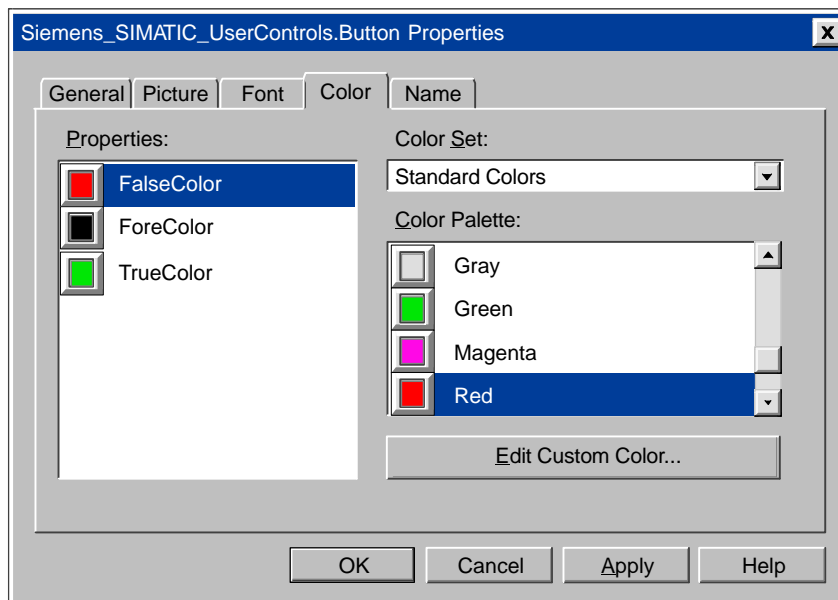 Siemens_SIMATIC_UserControls.Button Properties
General Picture Font Color Name
Properties:
FalseColor
ForeColor
TrueColor
Color Set:
Standard Colors
Color Palette:
Gray
Green
Magenta
Red
Edit Custom Color...
OK Cancel Apply Help